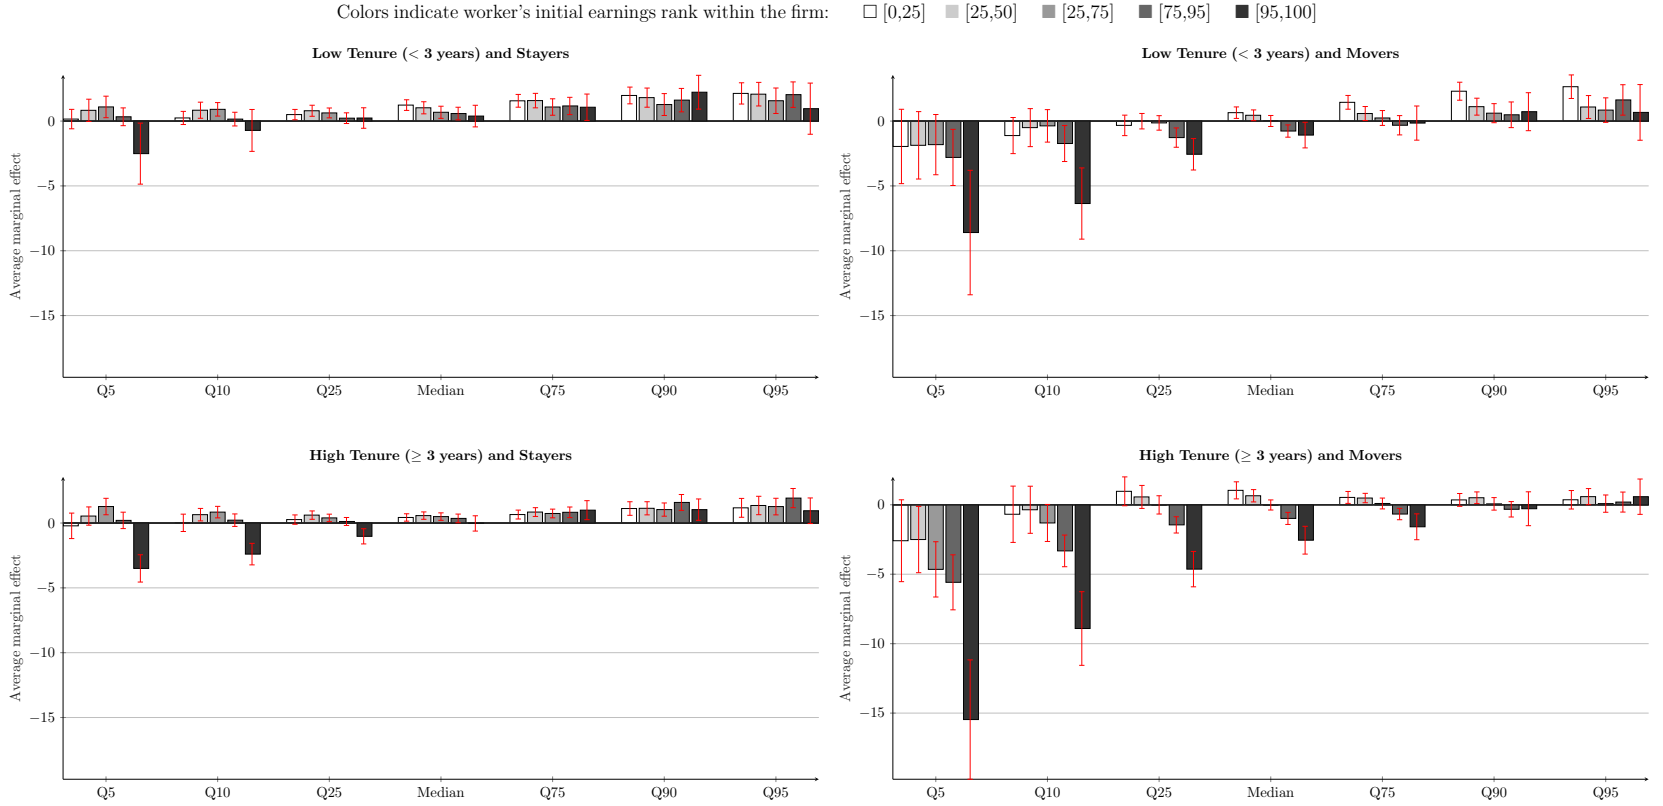 Colors indicate worker's initial earnings rank within the firm: [0,25] [25,50] [25,75] [75,95] [95,100]
Low Tenure (< 3 years) and Stayers
Average marginal effect
0
−5
−10
−15
Q5 Q10 Q25 Median Q75 Q90 Q95
Low Tenure (< 3 years) and Movers
Average marginal effect
0
−5
−10
−15
Q5 Q10 Q25 Median Q75 Q90 Q95
High Tenure (≥ 3 years) and Stayers
Average marginal effect
0
−5
−10
−15
Q5 Q10 Q25 Median Q75 Q90 Q95
High Tenure (≥ 3 years) and Movers
Average marginal effect
0
−5
−10
−15
Q5 Q10 Q25 Median Q75 Q90 Q95